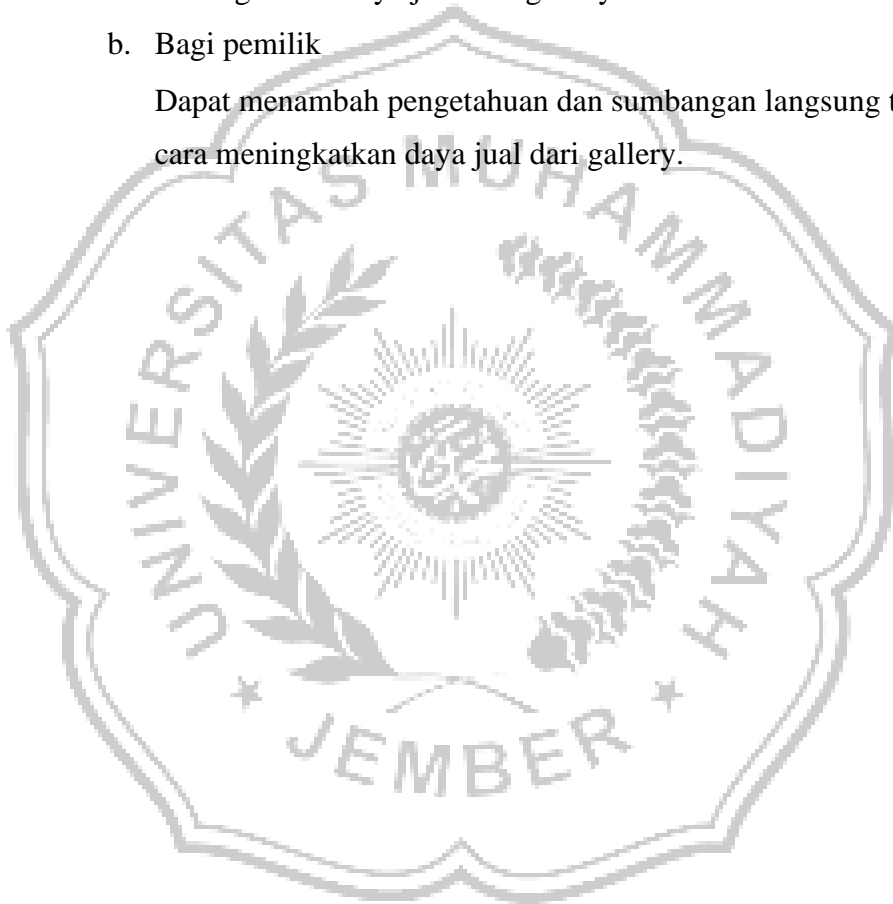 b. Bagi pemilik
Dapat menambah pengetahuan dan sumbangan langsung
cara meningkatkan daya jual dari gallery.
UNIVERSITAS MUHAMMADIYAH
JEMBER